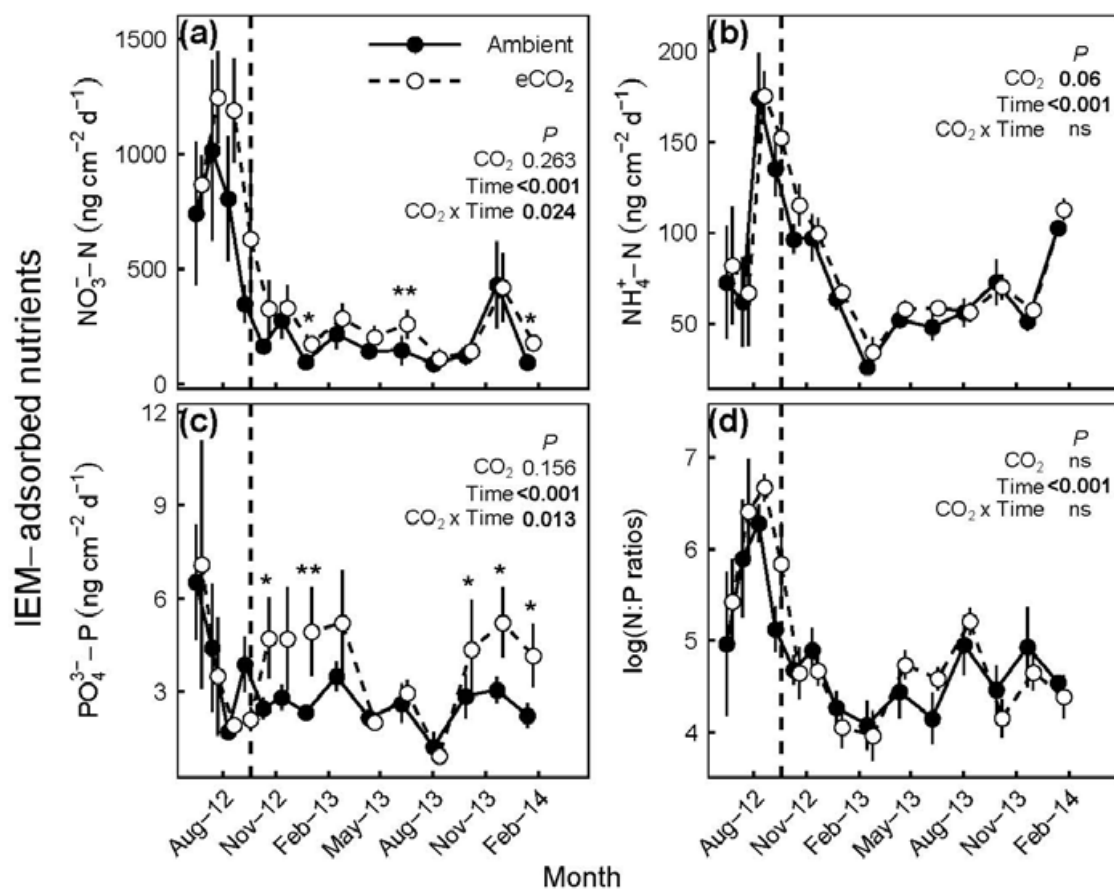 IEM−adsorbed nutrients
(a)
Ambient
eCO₂
P
CO₂ 0.263
Time <0.001
CO₂ x Time 0.024
NO₃⁻−N (ng cm⁻² d⁻¹)
1500
1000
500
0
*
**
*
(b)
P
CO₂ 0.06
Time <0.001
CO₂ x Time ns
NH₄⁺−N (ng cm⁻² d⁻¹)
200
150
100
50
(c)
P
CO₂ 0.156
Time <0.001
CO₂ x Time 0.013
PO₄³⁻−P (ng cm⁻² d⁻¹)
12
9
6
3
*
**
*
*
*
Aug−12
Nov−12
Feb−13
May−13
Aug−13
Nov−13
Feb−14
(d)
P
CO₂ ns
Time <0.001
CO₂ x Time ns
log(N:P ratios)
7
6
5
4
Aug−12
Nov−12
Feb−13
May−13
Aug−13
Nov−13
Feb−14
Month